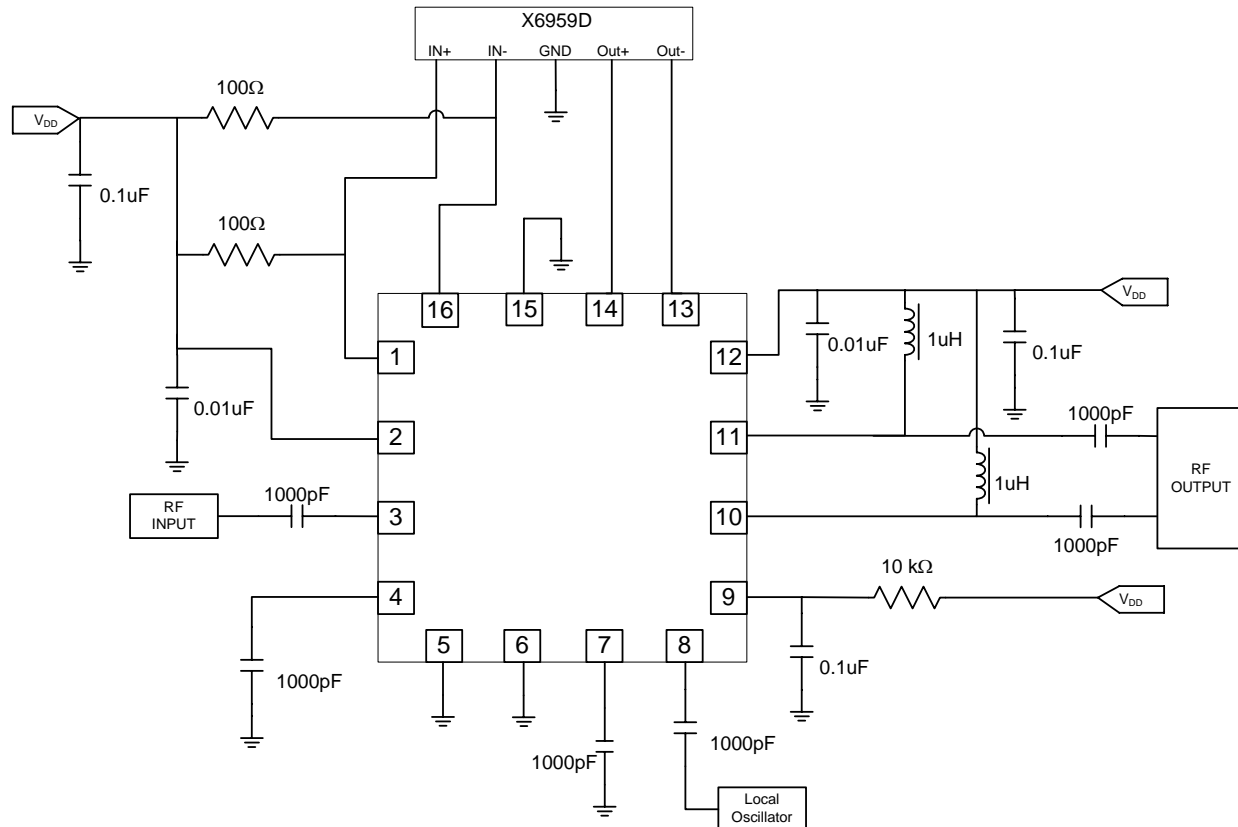 X6959D
IN+ IN- GND Out+ Out-
100Ω
VDD
0.1uF
100Ω
16 15 14 13
VDD
1
12
0.01uF
1uH
0.1uF
0.01uF
1000pF
2
11
RF
OUTPUT
1uH
1000pF
RF
INPUT
3
10
1000pF
10 kΩ
4
9
VDD
5 6 7 8
0.1uF
1000pF
1000pF
1000pF
Local
Oscillator